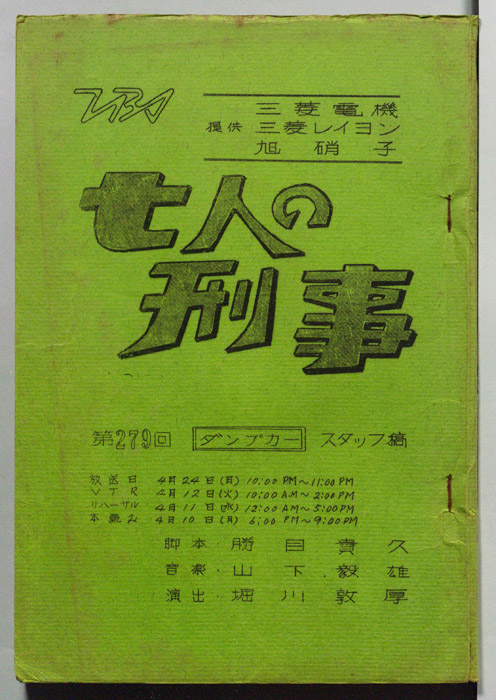 TBS
三菱電機
提供 三菱レイヨン
旭硝子
七人の
刑事
第279回 ダンプカー スタッフ稿
放送日 4月24日(月) 10:00 PM〜11:00 PM
VTR 4月12日(火) 10:00 A.M〜2:00 PM
リハーサル 4月11日(水) 12:00 AM〜5:00 PM
本読み 4月10日(月) 6:00 PM〜9:00 PM
脚本・勝目貴久
音楽・山下毅雄
演出・堀川敦厚